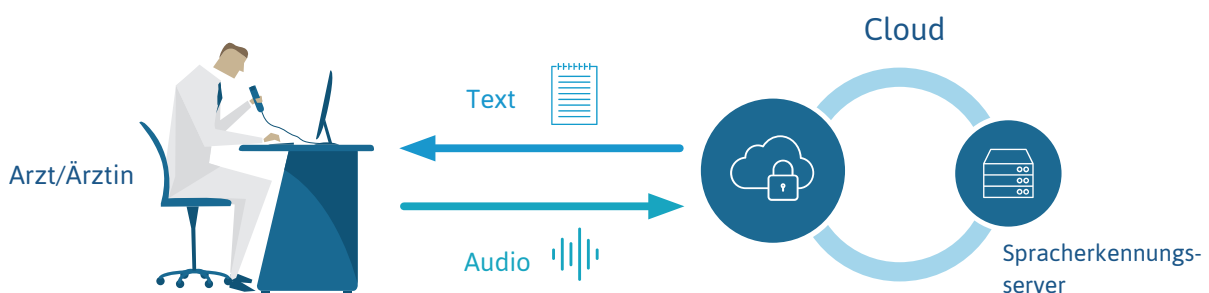 Cloud
Text
Arzt/Ärztin
Audio
Spracherkennungs-
server